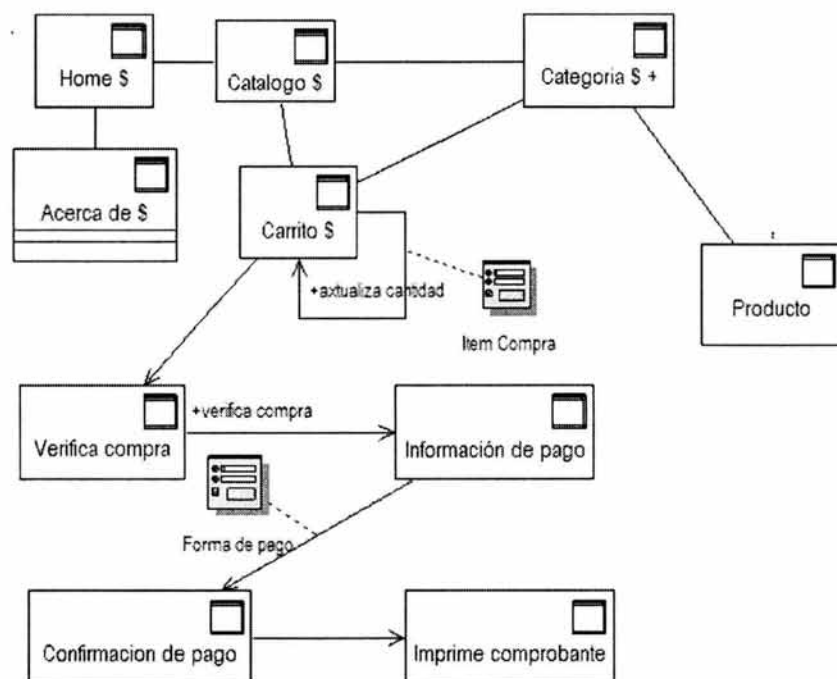 Home $
Catalogo $
Categoria $ +
Acerca de $
Carrito $
+axtualiza cantidad
Item Compra
Producto
Verifica compra
+verifica compra
Información de pago
Forma de pago
Confirmacion de pago
Imprime comprobante